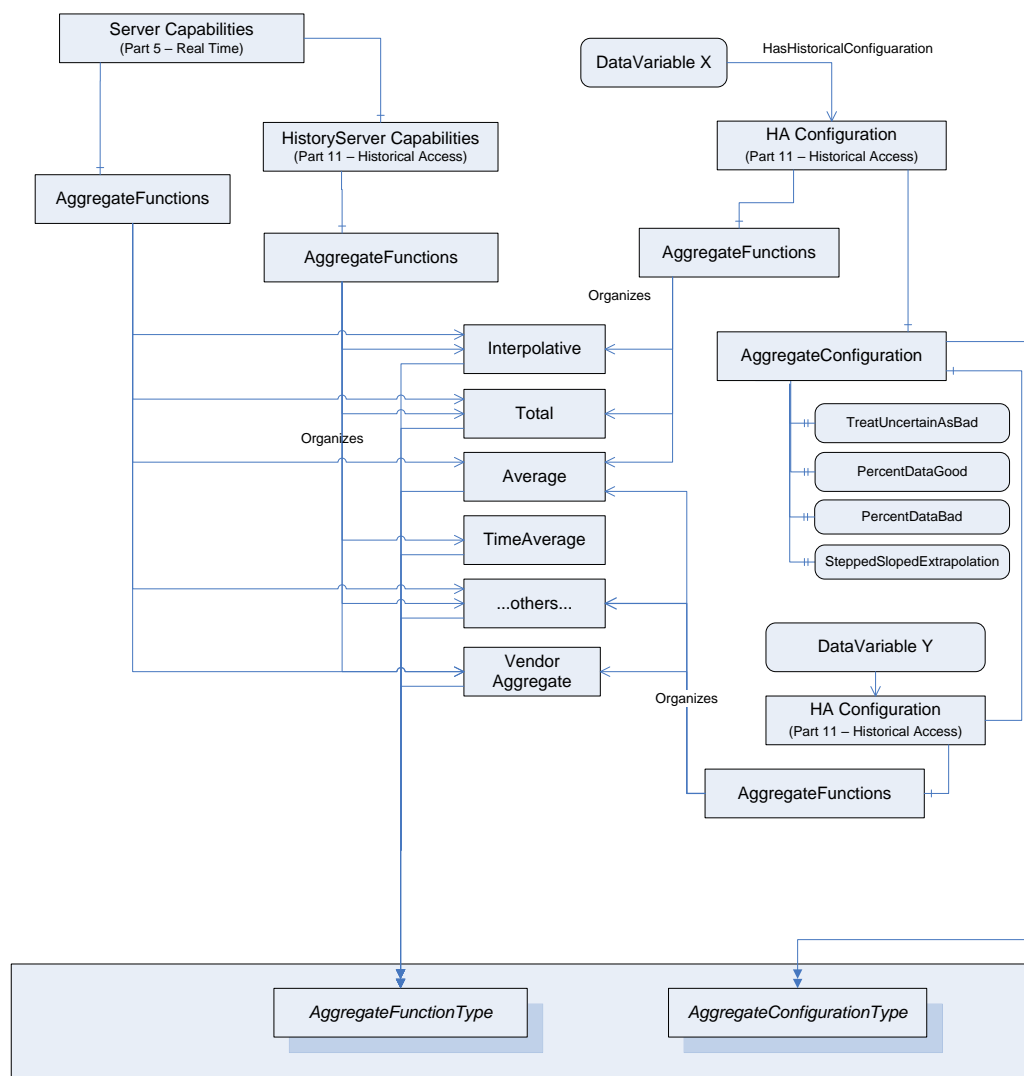 Server Capabilities
(Part 5 – Real Time)
HasHistoricalConfiguaration
DataVariable X
HistoryServer Capabilities
(Part 11 – Historical Access)
HA Configuration
(Part 11 – Historical Access)
AggregateFunctions
AggregateFunctions
AggregateFunctions
Organizes
Interpolative
AggregateConfiguration
Total
TreatUncertainAsBad
Organizes
Average
PercentDataGood
PercentDataBad
TimeAverage
SteppedSlopedExtrapolation
...others...
DataVariable Y
Vendor
Aggregate
Organizes
HA Configuration
(Part 11 – Historical Access)
AggregateFunctions
AggregateFunctionType
AggregateConfigurationType